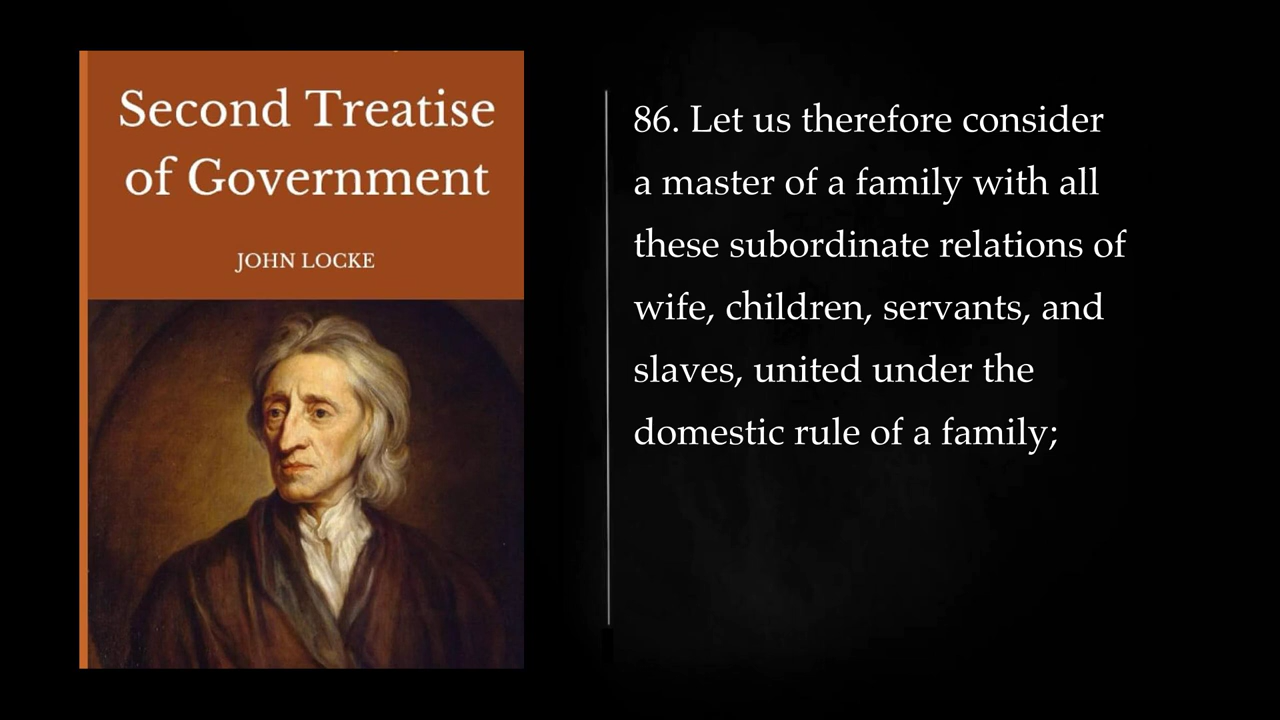 Second Treatise
of Government
JOHN LOCKE
86. Let us therefore consider
a master of a family with all
these subordinate relations of
wife, children, servants, and
slaves, united under the
domestic rule of a family;